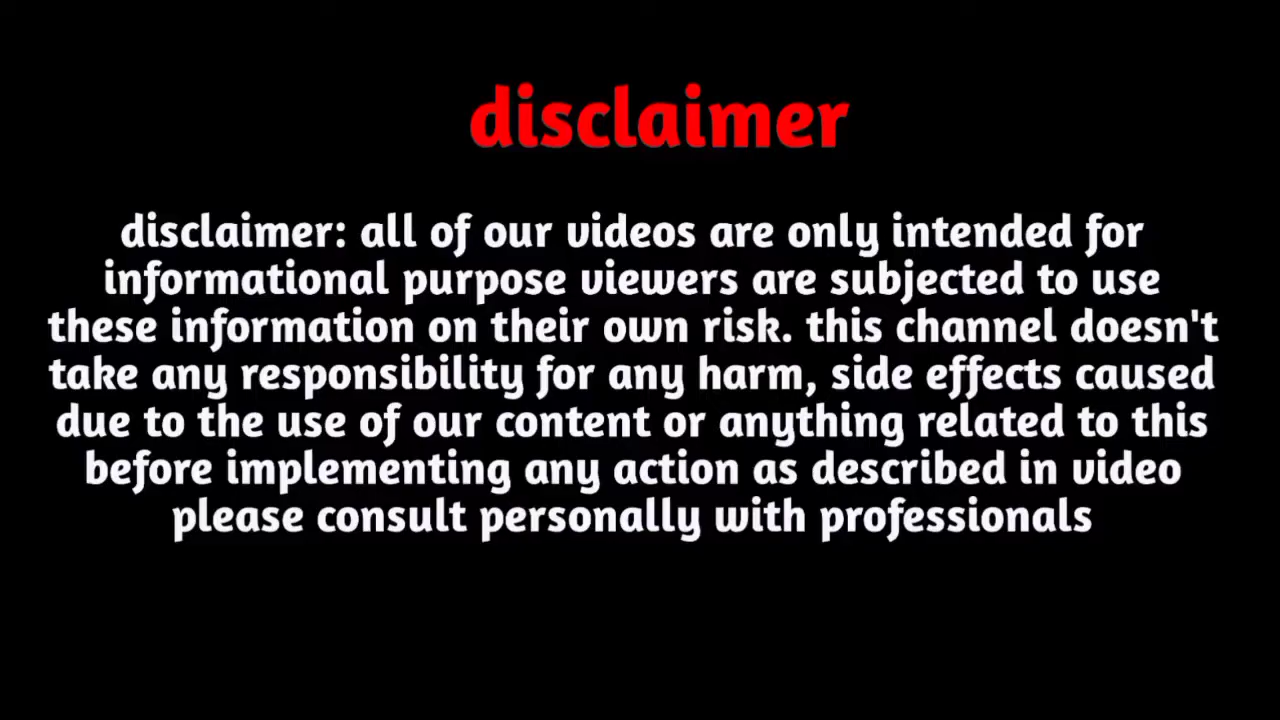 disclaimer
disclaimer: all of our videos are only intended for
informational purpose viewers are subjected to use
these information on their own risk. this channel doesn't
take any responsibility for any harm, side effects caused
due to the use of our content or anything related to this
before implementing any action as described in video
please consult personally with professionals